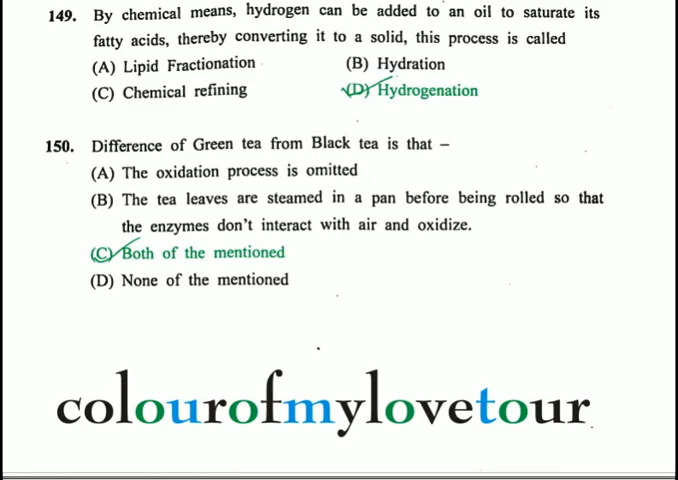 149. By chemical means, hydrogen can be added to an oil to saturate its
fatty acids, thereby converting it to a solid, this process is called
(A) Lipid Fractionation (B) Hydration
(C) Chemical refining (D) Hydrogenation
150. Difference of Green tea from Black tea is that –
(A) The oxidation process is omitted
(B) The tea leaves are steamed in a pan before being rolled so that
the enzymes don't interact with air and oxidize.
(C) Both of the mentioned
(D) None of the mentioned
colourofmylovetour